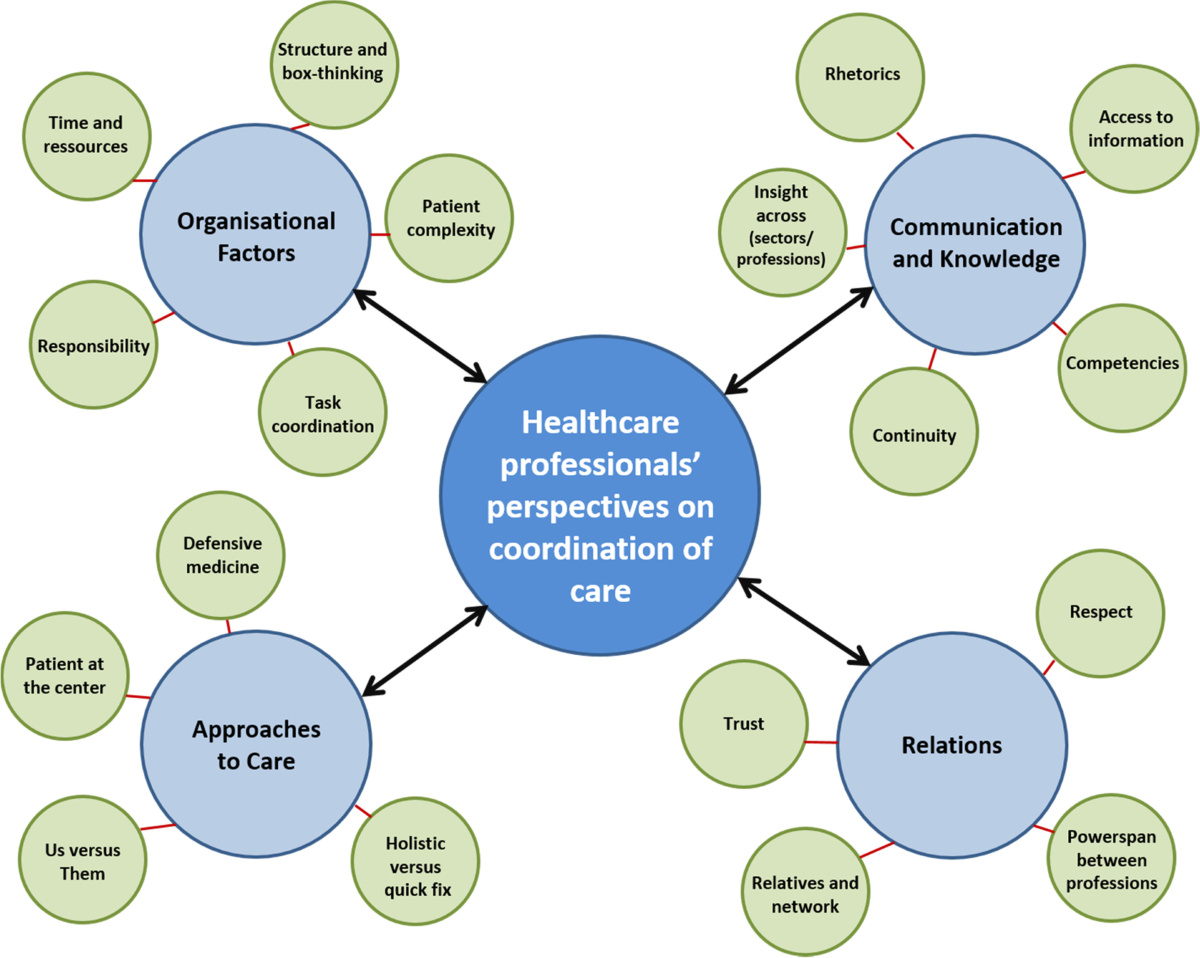 Structure and
box-thinking
Time and
ressources
Organisational
Factors
Patient
complexity
Responsibility
Task
coordination
Rhetorics
Access to
information
Insight
across
(sectors/
professions)
Communication
and Knowledge
Competencies
Continuity
Healthcare
professionals’
perspectives on
coordination of
care
Defensive
medicine
Patient at
the center
Approaches
to Care
Us versus
Them
Holistic
versus
quick fix
Respect
Trust
Relations
Relatives and
network
Powerspan
between
professions